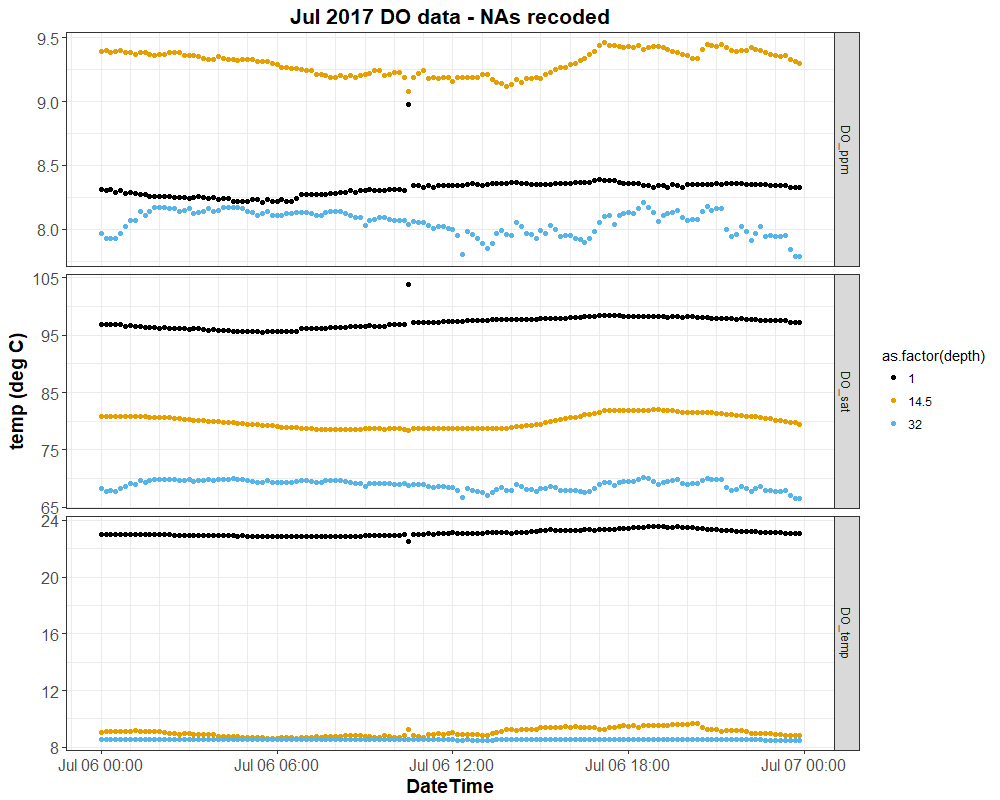 Jul 2017 DO data - NAs recoded
temp (deg C)
9.5
9.0
8.5
8.0
DO_ppm
105
95
85
75
65
DO_sat
24
20
16
12
8
DO_temp
Jul 06 00:00 Jul 06 06:00 Jul 06 12:00 Jul 06 18:00 Jul 07 00:00
DateTime
as.factor(depth)
1
14.5
32